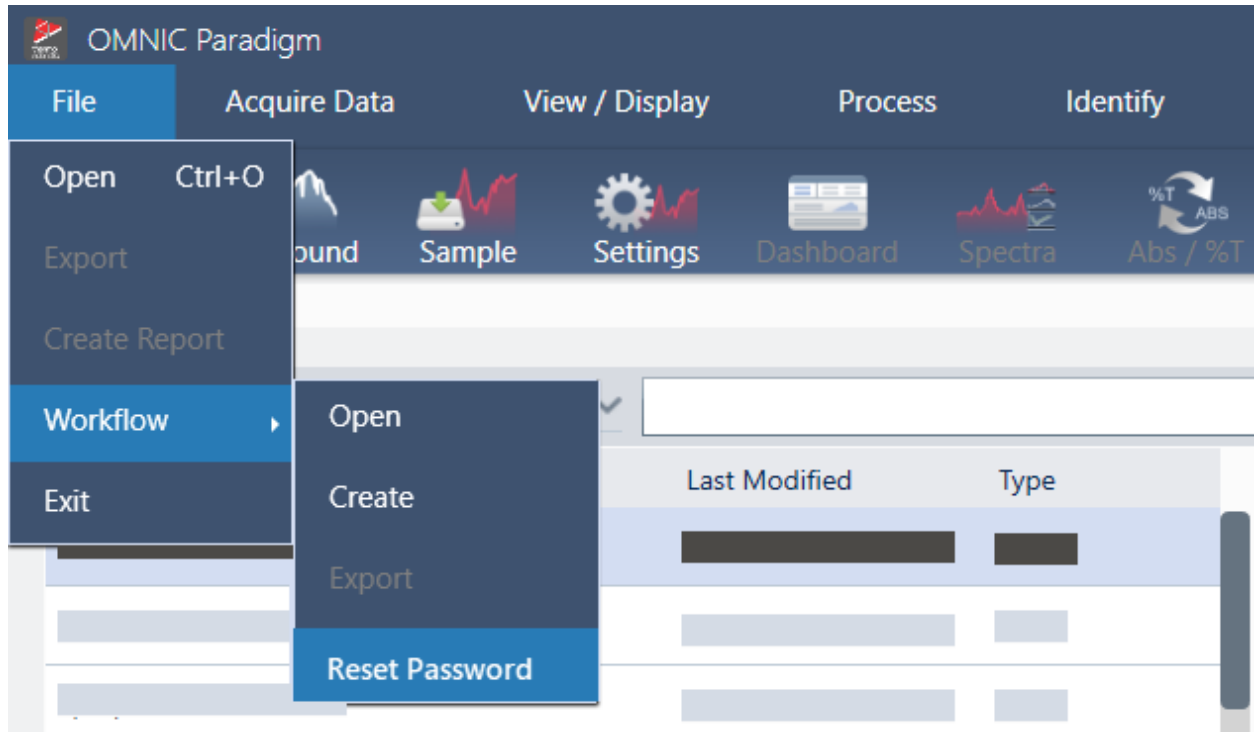 OMNIC Paradigm
File Acquire Data View / Display Process Identify
Open Ctrl+O
Export
Create Report
Workflow
Exit
Open
Create
Export
Reset Password
ound Sample Settings Dashboard Spectra Abs / %T
%T ABS
Last Modified Type